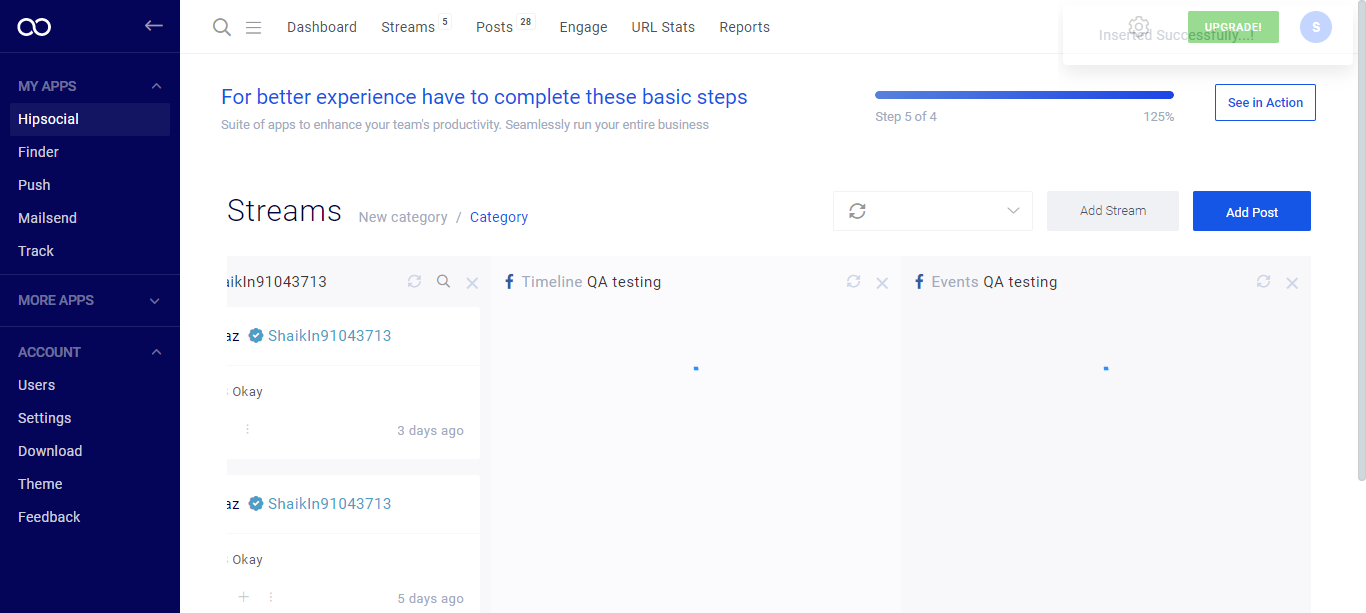 Dashboard Streams 5 Posts 28 Engage URL Stats Reports
UPGRADE! S
Inserted Successfully...!
MY APPS
Hipsocial
Finder
Push
Mailsend
Track
MORE APPS
ACCOUNT
Users
Settings
Download
Theme
Feedback
For better experience have to complete these basic steps
Suite of apps to enhance your team's productivity. Seamlessly run your entire business
Step 5 of 4 125%
See in Action
Streams New category / Category
Add Stream
Add Post
aikIn91043713
Timeline QA testing
Events QA testing
az ShaikIn91043713
Okay
3 days ago
az ShaikIn91043713
Okay
5 days ago